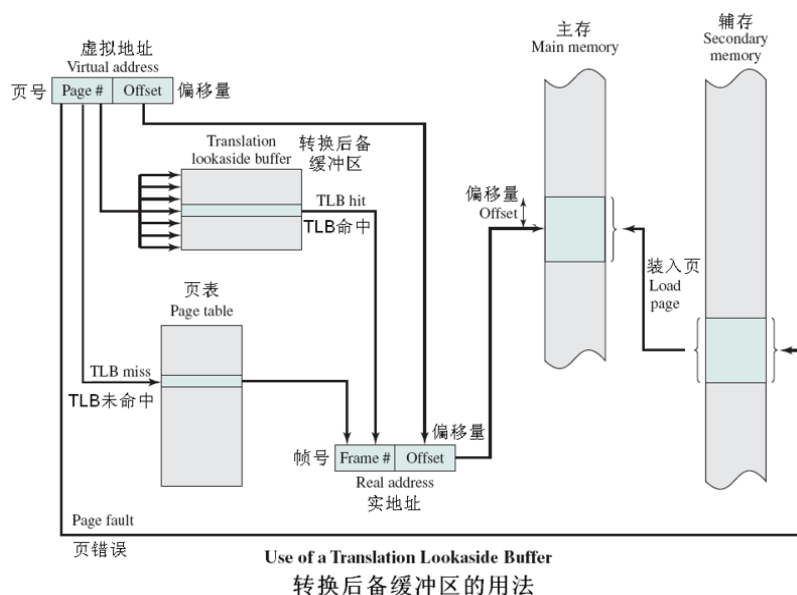 虚拟地址
Virtual address
页号
Page #
Offset
偏移量
Translation
lookaside buffer
转换后备
缓冲区
TLB hit
TLB命中
页表
Page table
TLB miss
TLB未命中
偏移量
帧号
Frame #
Offset
Real address
实地址
主存
Main memory
偏移量
Offset
辅存
Secondary
memory
装入页
Load
page
Page fault
页错误
Use of a Translation Lookaside Buffer
转换后备缓冲区的用法